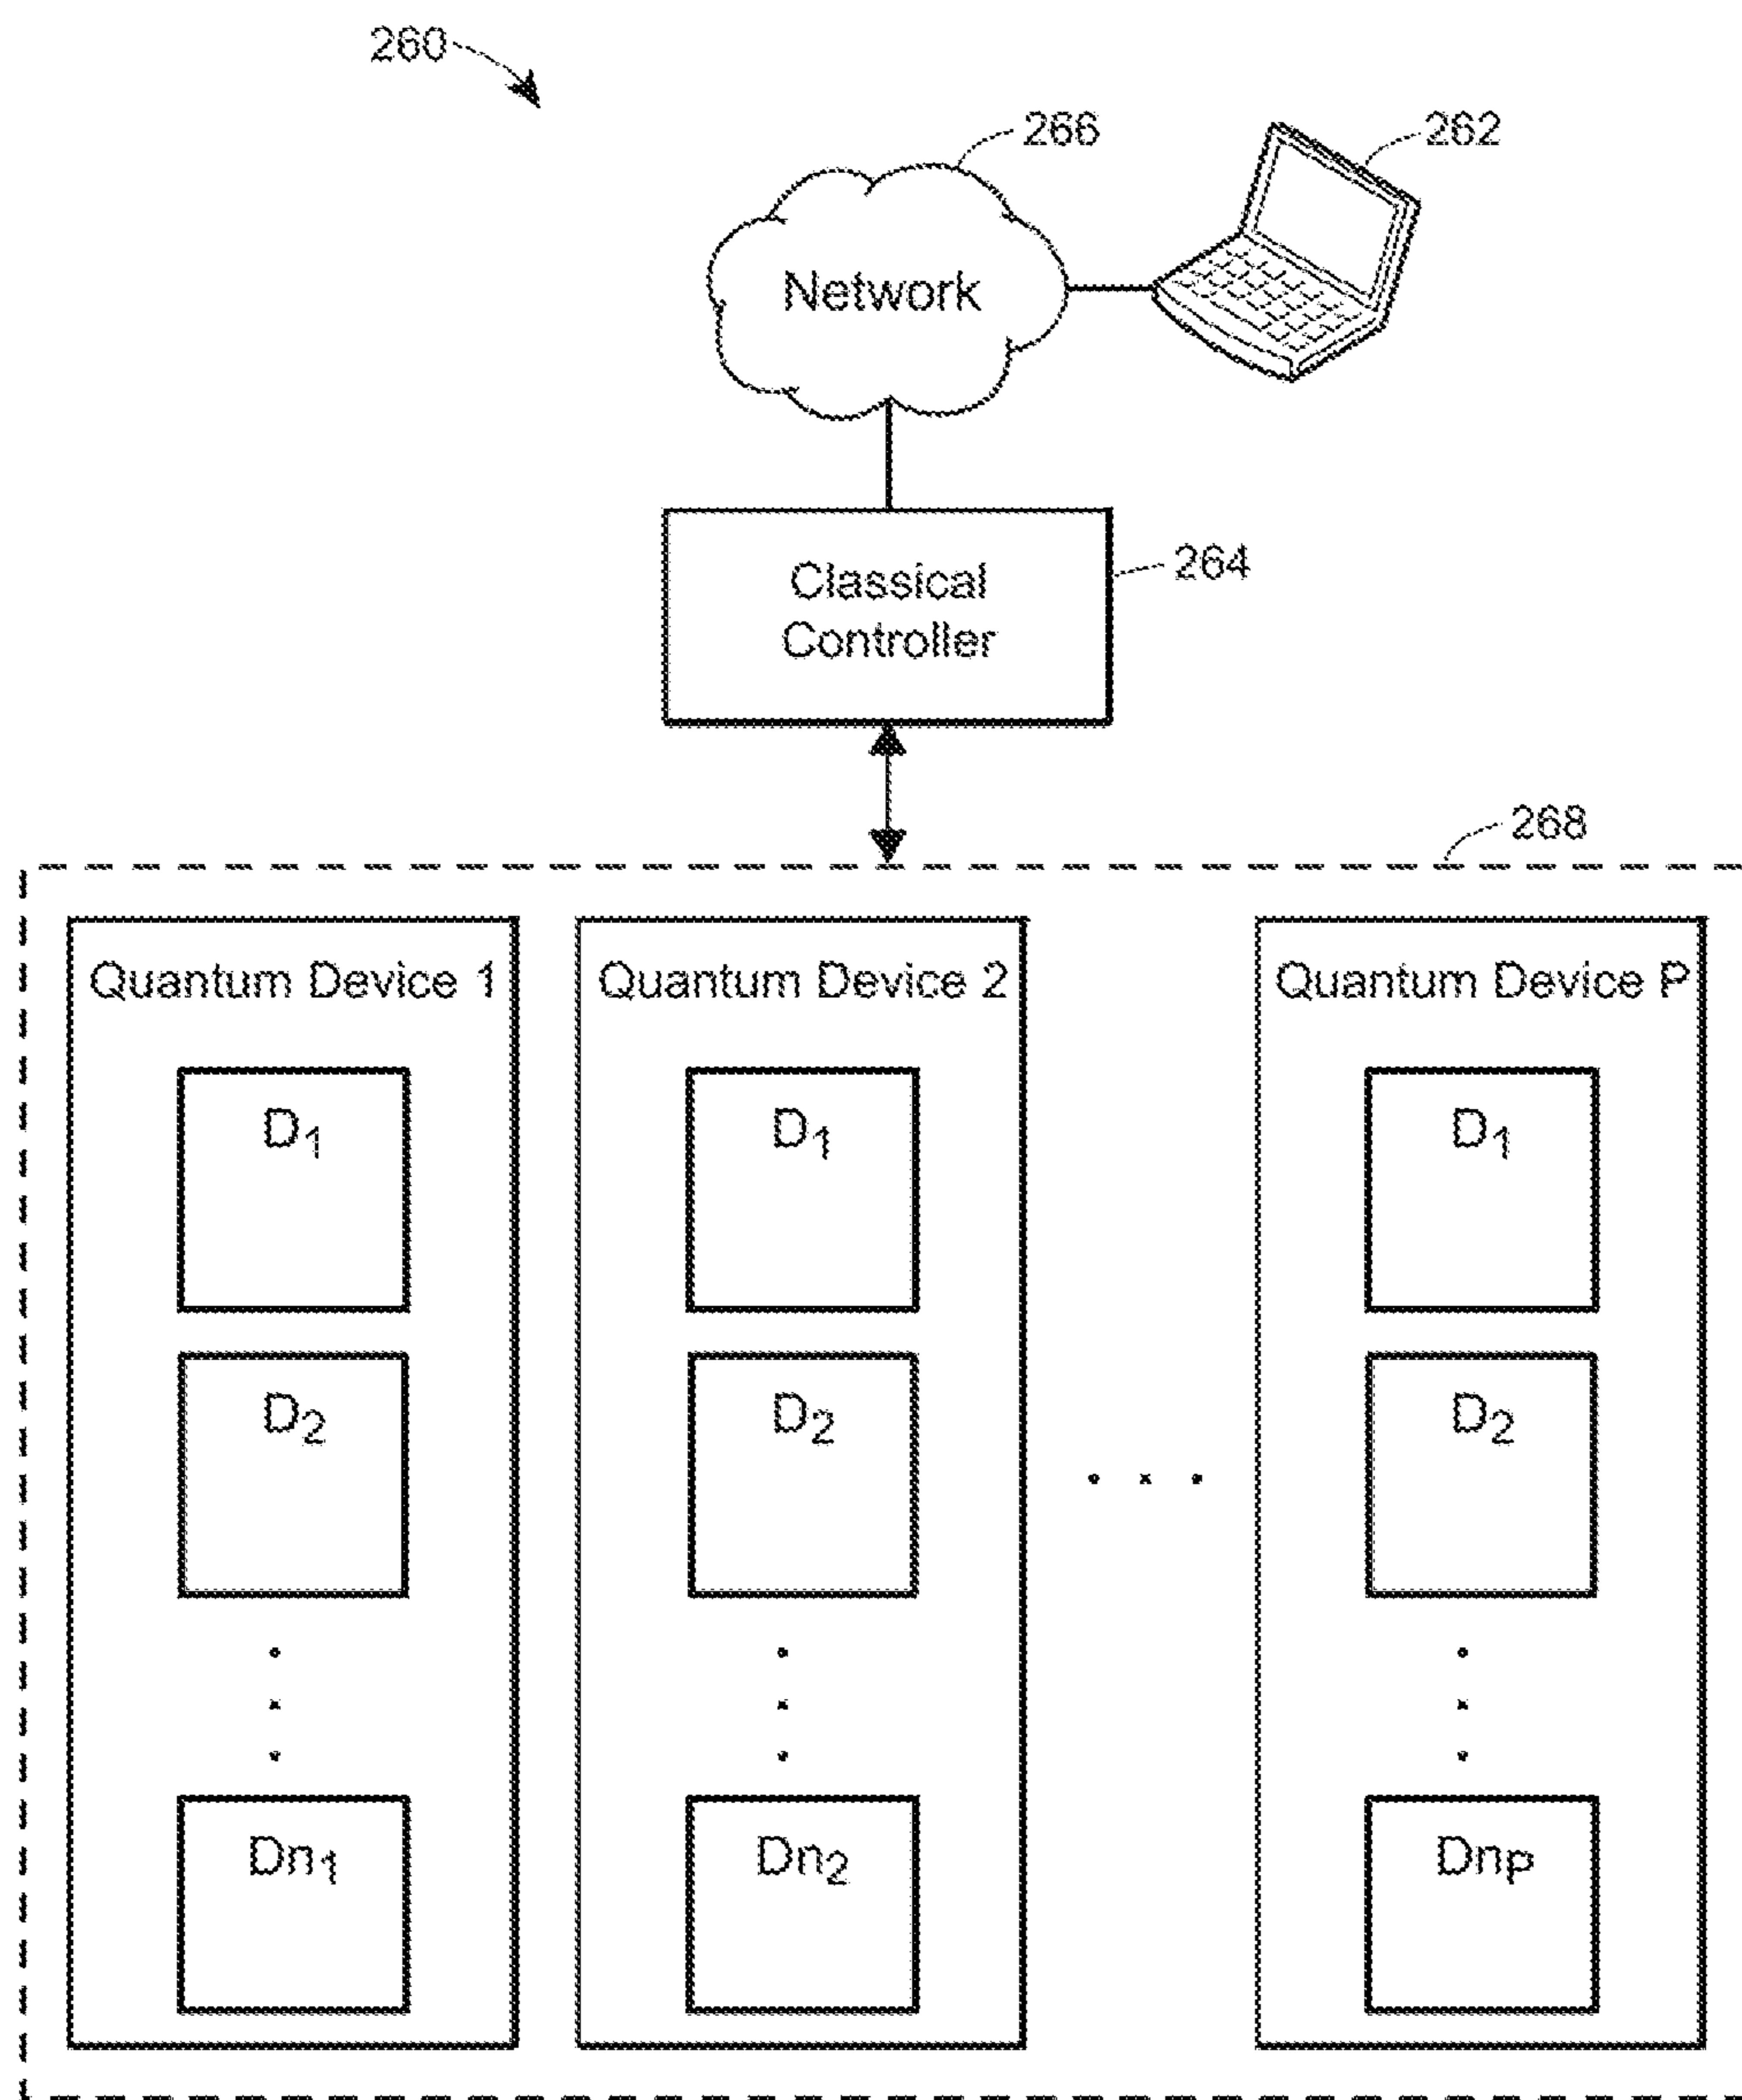 260
266
262
Network
Classical
Controller
264
268
Quantum Device 1
D₁
D₂
Dn₁
Quantum Device 2
D₁
D₂
Dn₂
Quantum Device P
D₁
D₂
Dnₚ